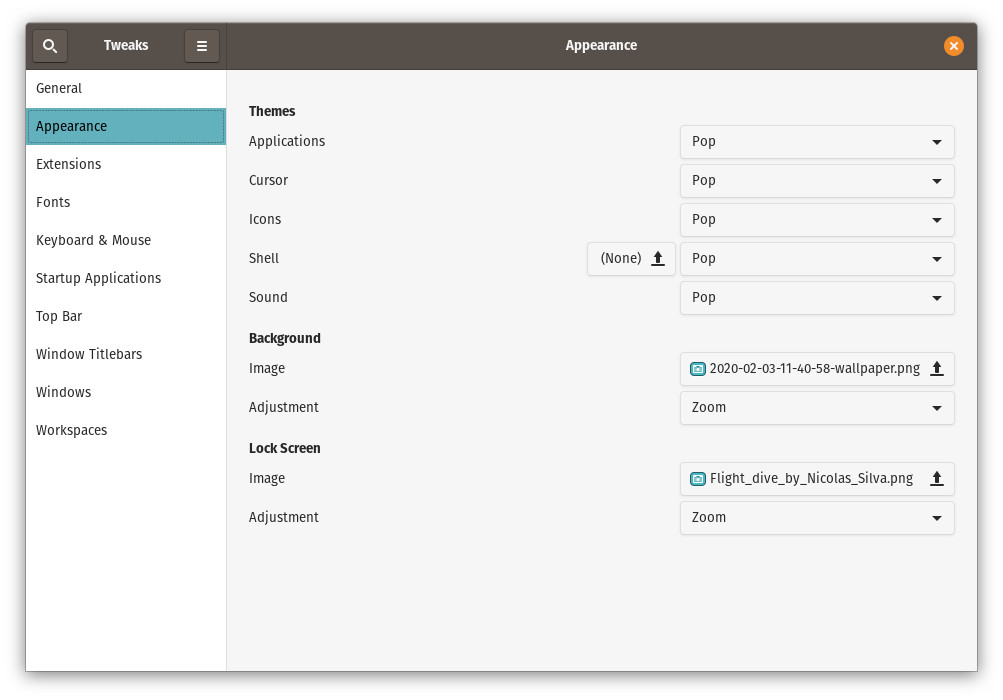 Tweaks
Appearance
General
Appearance
Extensions
Fonts
Keyboard & Mouse
Startup Applications
Top Bar
Window Titlebars
Windows
Workspaces
Themes
Applications Pop
Cursor Pop
Icons Pop
Shell (None) Pop
Sound Pop
Background
Image 2020-02-03-11-40-58-wallpaper.png
Adjustment Zoom
Lock Screen
Image Flight_dive_by_Nicolas_Silva.png
Adjustment Zoom